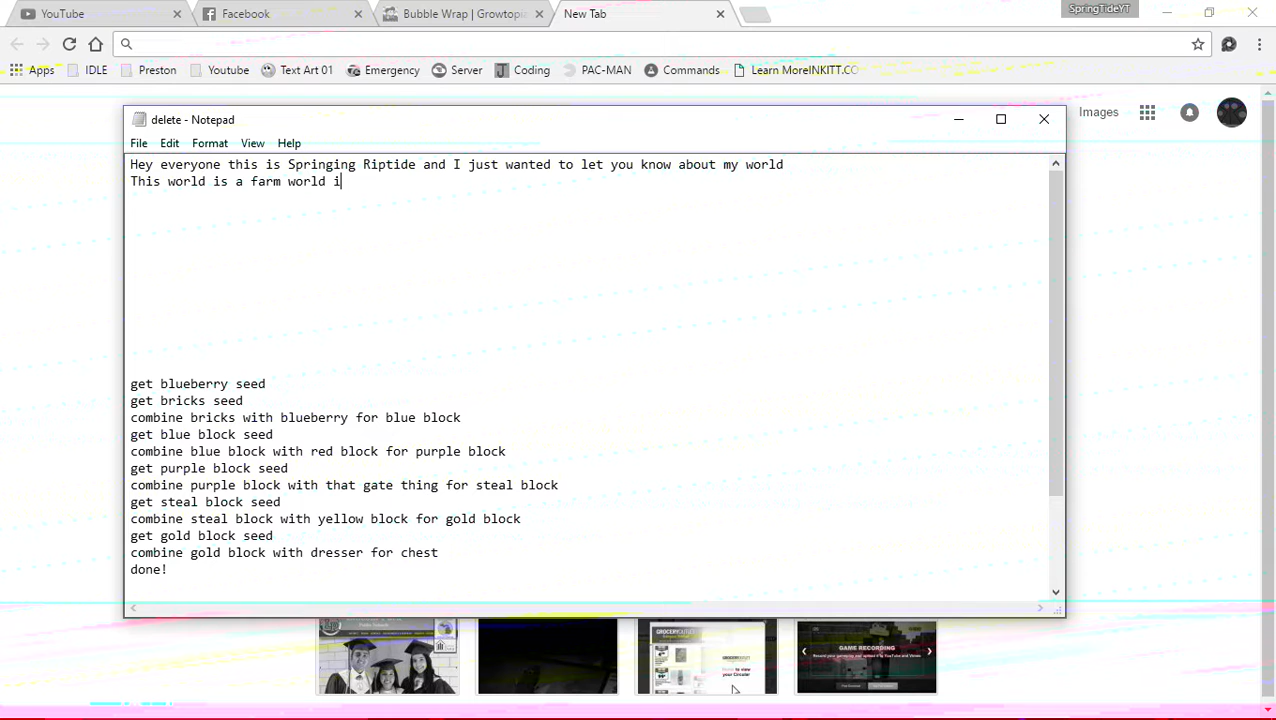 SpringTideYT
YouTube
Facebook
Bubble Wrap | Growtopia
New Tab
Apps
IDLE
Preston
Youtube
Text Art 01
Emergency
Server
Coding
PAC-MAN
Commands
Learn MoreINKITT.CO
Images
delete - Notepad
File Edit Format View Help
Hey everyone this is Springing Riptide and I just wanted to let you know about my world
This world is a farm world i
get blueberry seed
get bricks seed
combine bricks with blueberry for blue block
get blue block seed
combine blue block with red block for purple block
get purple block seed
combine purple block with that gate thing for steal block
get steal block seed
combine steal block with yellow block for gold block
get gold block seed
combine gold block with dresser for chest
done!
GAME RECORDING